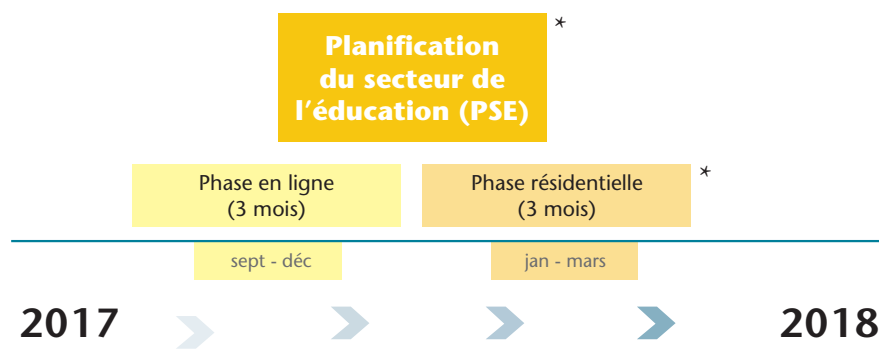 Planification
du secteur de
l'éducation (PSE)
*
Phase en ligne
(3 mois)
Phase résidentielle
(3 mois)
*
sept - déc
jan - mars
2017
2018